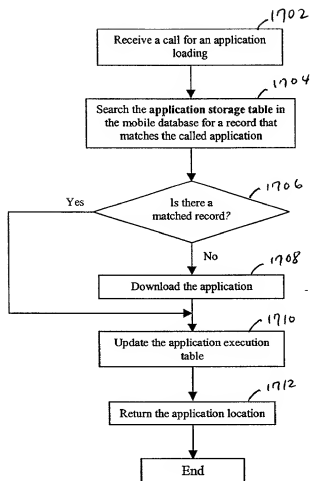 1702
Receive a call for an application
loading
1704
Search the application storage table in
the mobile database for a record that
matches the called application
1706
Yes
Is there a
matched record?
No
1708
Download the application
1710
Update the application execution
table
1712
Return the application location
End